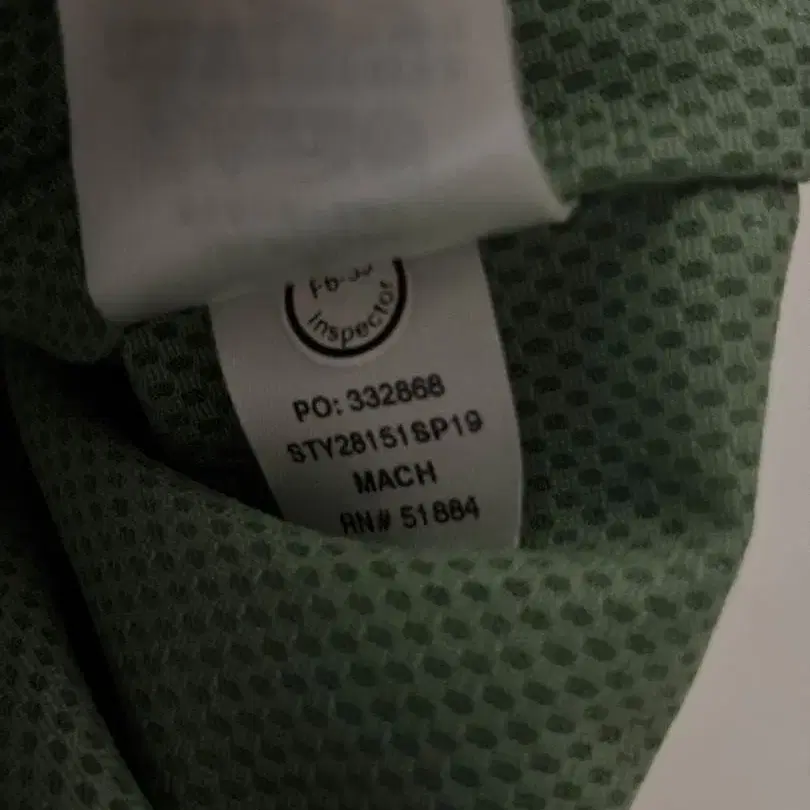 Inspector
PO: 332868
STY28151SP19
MACH
RN# 51884